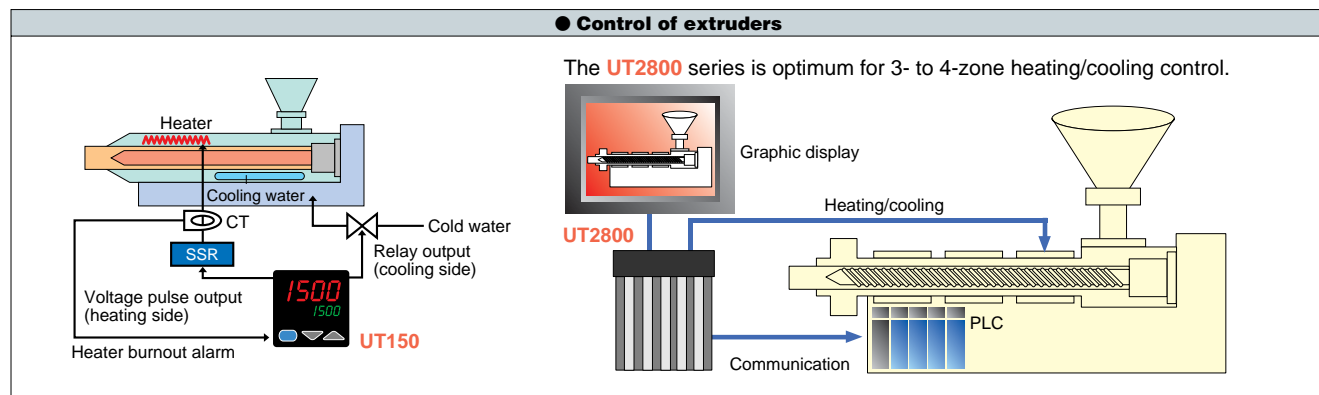 ● Control of extruders
Heater
Cooling water
CT
Cold water
SSR
Relay output
(cooling side)
Voltage pulse output
(heating side)
1500
1500
UT150
Heater burnout alarm
The UT2800 series is optimum for 3- to 4-zone heating/cooling control.
Graphic display
Heating/cooling
UT2800
PLC
Communication